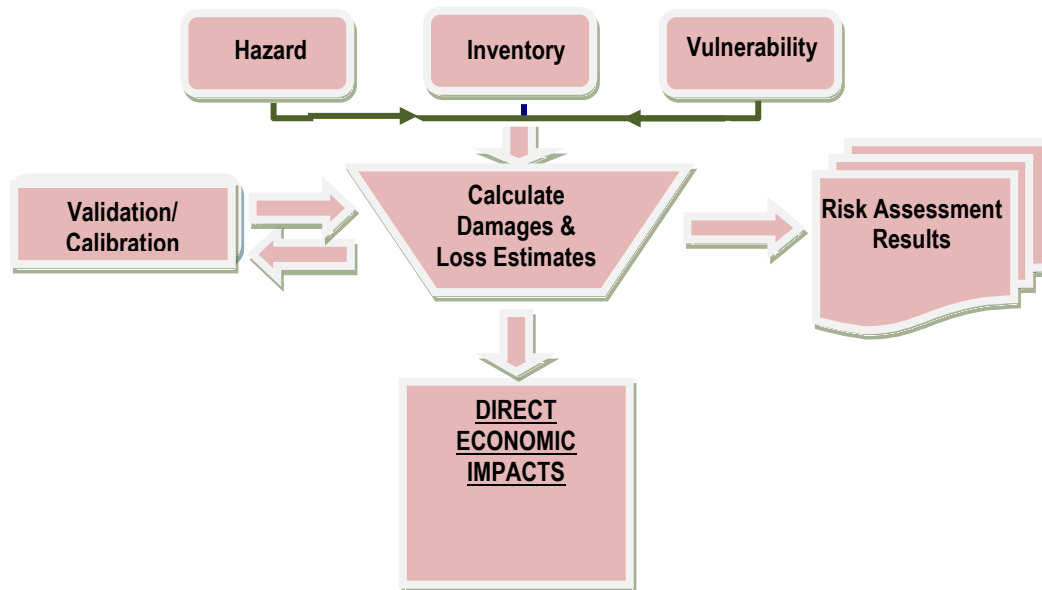 Hazard
Inventory
Vulnerability
Validation/
Calibration
Calculate
Damages &
Loss Estimates
Risk Assessment
Results
DIRECT
ECONOMIC
IMPACTS